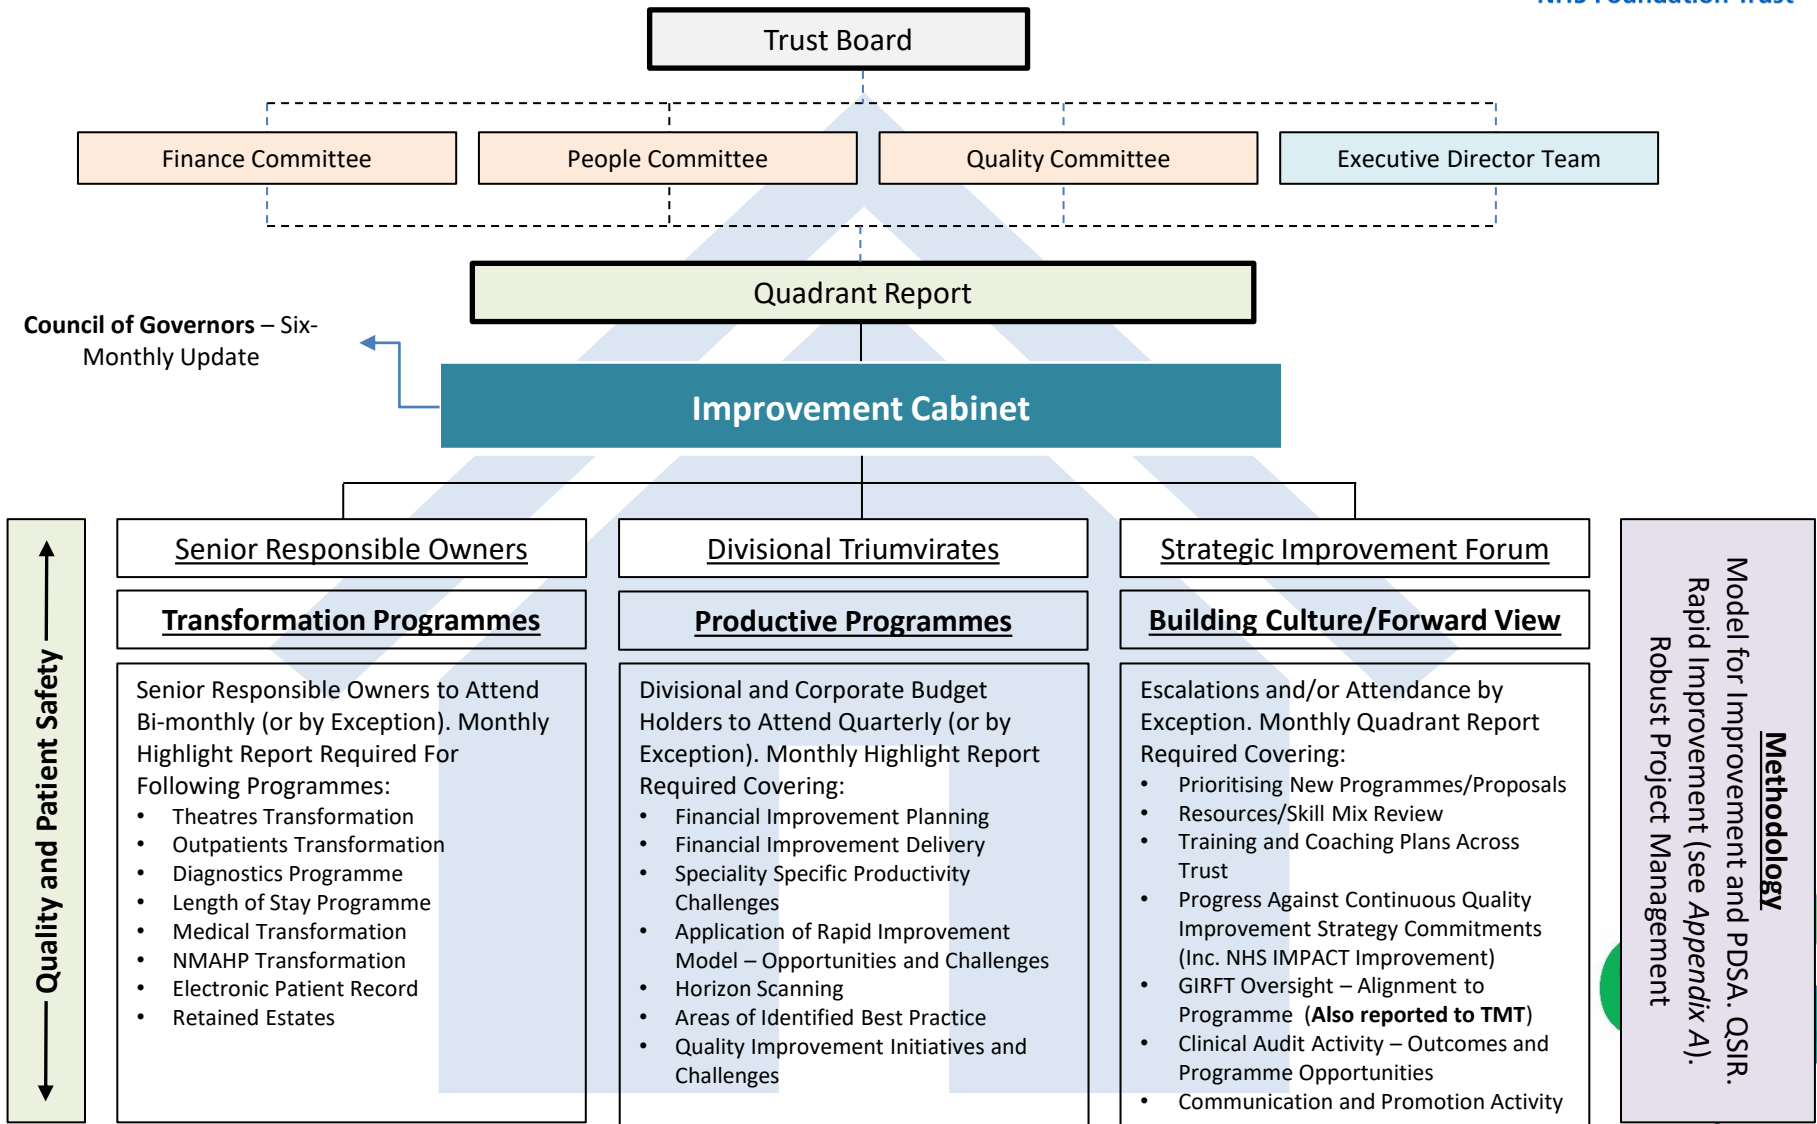 NHS Foundation Trust
Trust Board
Finance Committee
People Committee
Quality Committee
Executive Director Team
Quadrant Report
Council of Governors – Six-
Monthly Update
Improvement Cabinet
Quality and Patient Safety
Senior Responsible Owners
Transformation Programmes
Senior Responsible Owners to Attend
Bi-monthly (or by Exception). Monthly
Highlight Report Required For
Following Programmes:
• Theatres Transformation
• Outpatients Transformation
• Diagnostics Programme
• Length of Stay Programme
• Medical Transformation
• NMAHP Transformation
• Electronic Patient Record
• Retained Estates
Divisional Triumvirates
Productive Programmes
Divisional and Corporate Budget
Holders to Attend Quarterly (or by
Exception). Monthly Highlight Report
Required Covering:
• Financial Improvement Planning
• Financial Improvement Delivery
• Speciality Specific Productivity
Challenges
• Application of Rapid Improvement
Model – Opportunities and Challenges
• Horizon Scanning
• Areas of Identified Best Practice
• Quality Improvement Initiatives and
Challenges
Strategic Improvement Forum
Building Culture/Forward View
Escalations and/or Attendance by
Exception. Monthly Quadrant Report
Required Covering:
• Prioritising New Programmes/Proposals
• Resources/Skill Mix Review
• Training and Coaching Plans Across
Trust
• Progress Against Continuous Quality
Improvement Strategy Commitments
(Inc. NHS IMPACT Improvement)
• GIRFT Oversight – Alignment to
Programme (Also reported to TMT)
• Clinical Audit Activity – Outcomes and
Programme Opportunities
• Communication and Promotion Activity
Methodology
Model for Improvement and PDSA. QSIR.
Rapid Improvement (see Appendix A).
Robust Project Management